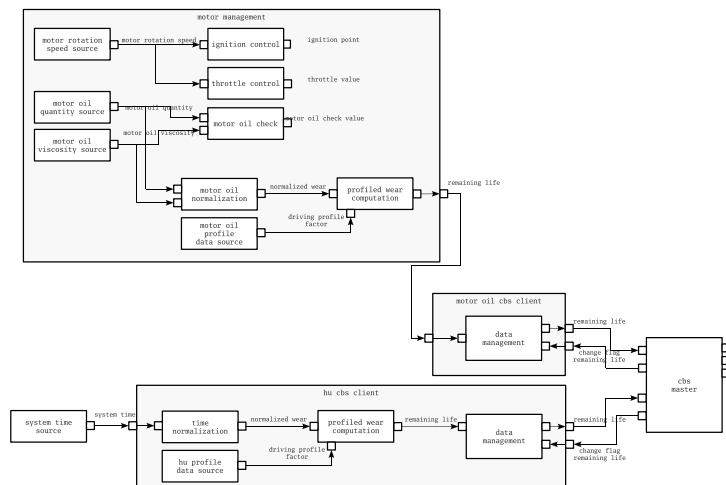 motor management
motor rotation
speed source
motor rotation speed
ignition control
ignition point
throttle control
throttle value
motor oil
quantity source
motor oil quantity
motor oil check
motor oil check value
motor oil
viscosity source
motor oil viscosity
motor oil
normalization
normalized wear
profiled wear
computation
remaining life
motor oil
profile
data source
driving profile
factor
motor oil cbs client
data
management
remaining life
change flag
remaining life
cbs
master
hu cbs client
system time
source
system time
time
normalization
normalized wear
profiled wear
computation
remaining life
data
management
remaining life
change flag
remaining life
hu profile
data source
driving profile
factor